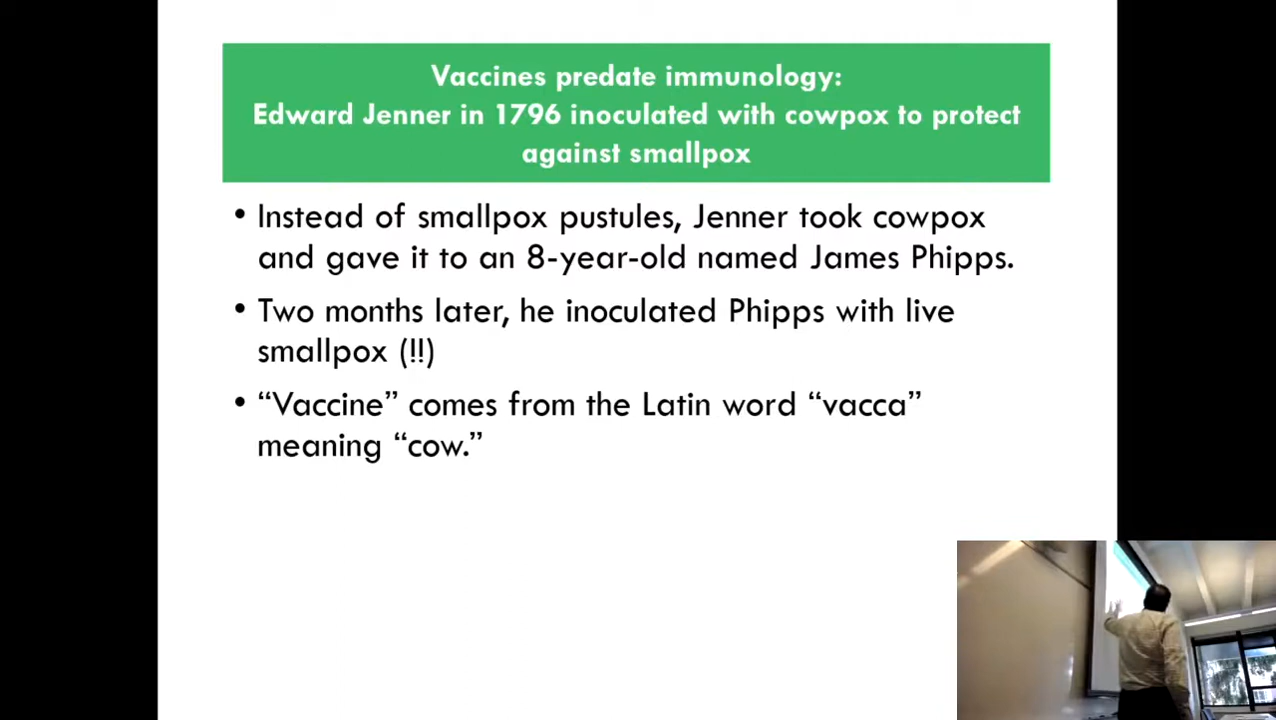 Vaccines predate immunology:
Edward Jenner in 1796 inoculated with cowpox to protect
against smallpox
• Instead of smallpox pustules, Jenner took cowpox
and gave it to an 8-year-old named James Phipps.
• Two months later, he inoculated Phipps with live
smallpox (!!)
• “Vaccine” comes from the Latin word “vacca”
meaning “cow.”